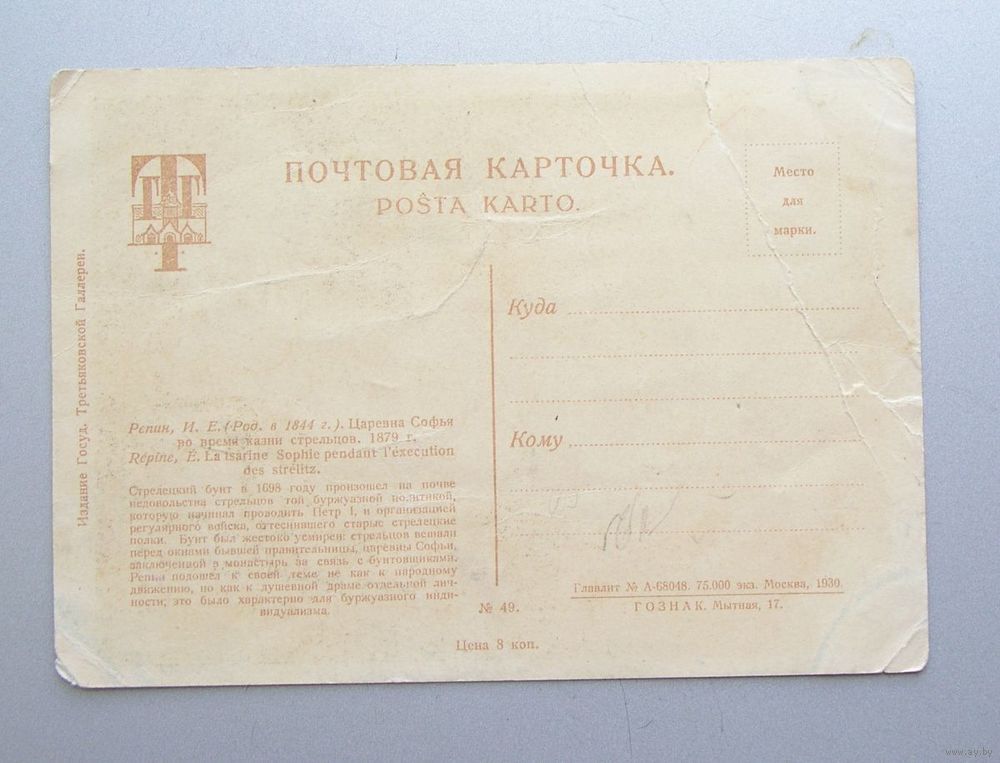 ПОЧТОВАЯ КАРТОЧКА.
POŜTA KARTO.
Место
для
марки.
Издание Госуд. Третьяковской Галлереи.
Куда
Кому
Репин, И. Е. (Род. в 1844 г.). Царевна Софья
во время казни стрельцов. 1879 г.
Répine, É. La tsarine Sophie pendant l'éxecution
des strélitz.
Стрелецкий бунт в 1698 году произошел на почве
недовольства стрельцов той буржуазной политикой,
которую начинал проводить Петр I, и организацией
регулярного войска, оттеснившего старые стрелецкие
полки. Бунт был жестоко усмирен: стрельцов вешали
перед окнами бывшей правительницы, царевны Софьи,
заключенной в монастырь за связь с бунтовщиками.
Репин подошел к своей теме не как к народному
движению, но как к душевной драме отдельной лич-
ности; это было характерно для буржуазного инди-
видуализма.
№ 49.
Цена 8 коп.
Главлит № А-68048. 75.000 экз. Москва, 1930.
ГОЗНАК. Мытная, 17.
www.ay.by